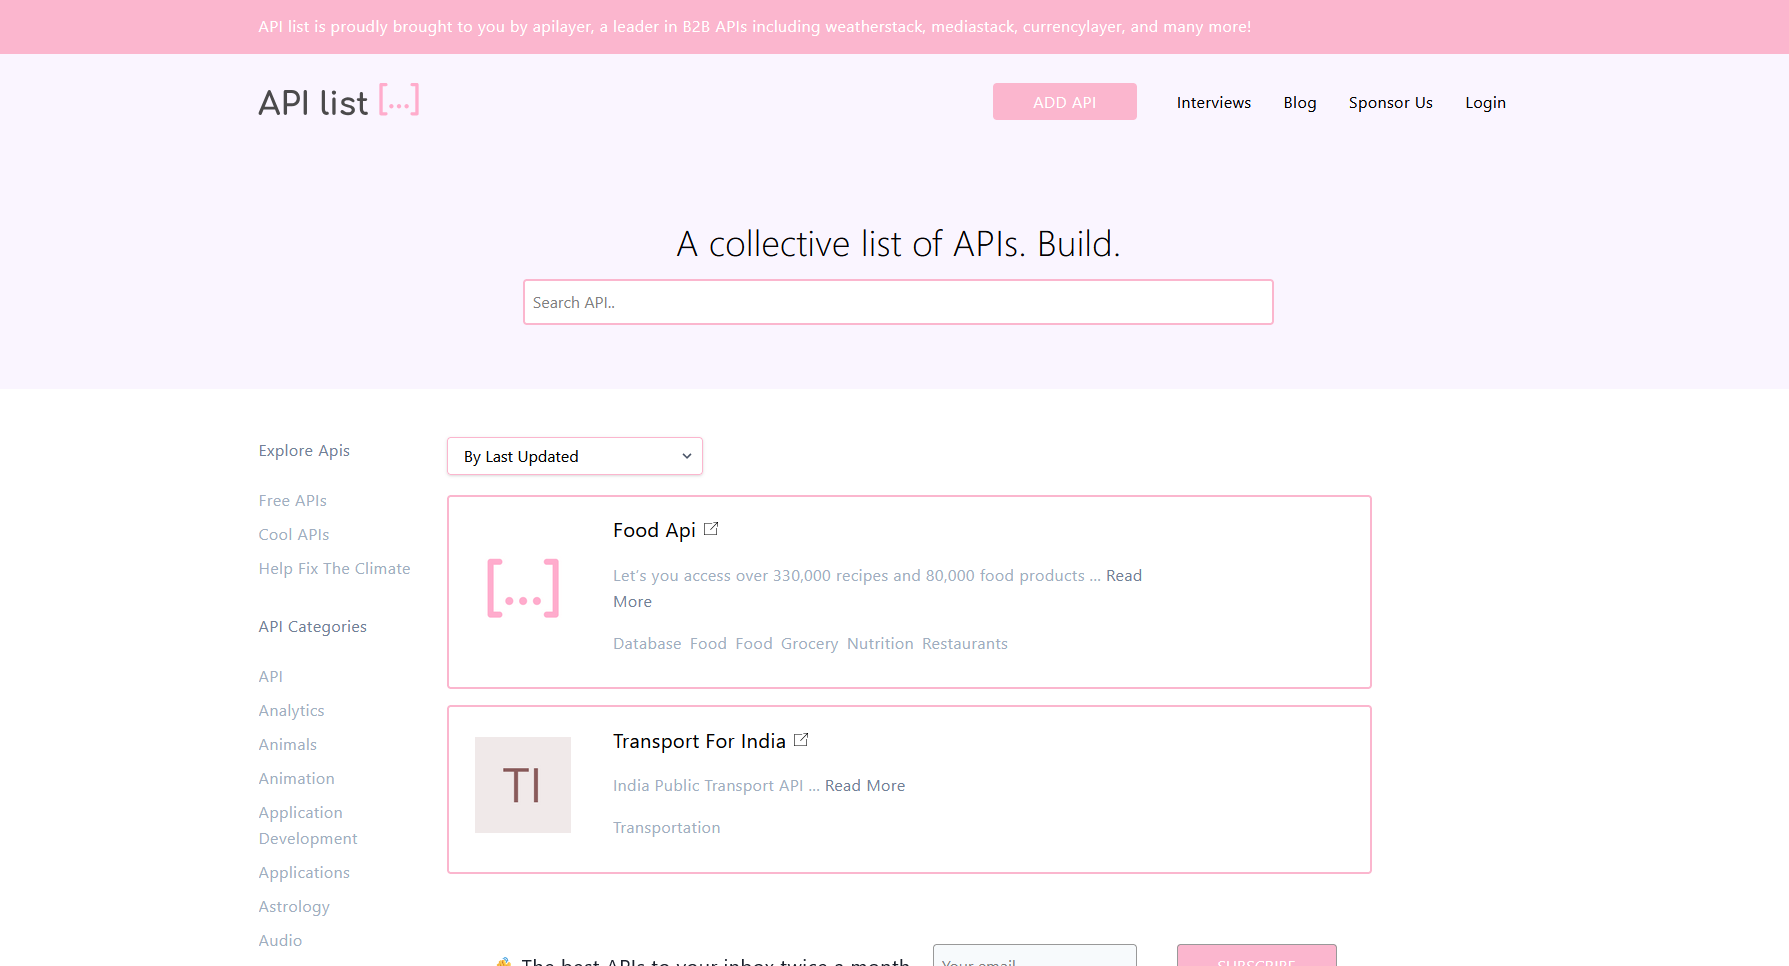 API list is proudly brought to you by apilayer, a leader in B2B APIs including weatherstack, mediastack, currencylayer, and many more!
API list [...]
ADD API
Interviews
Blog
Sponsor Us
Login
A collective list of APIs. Build.
Search API..
Explore Apis
Free APIs
Cool APIs
Help Fix The Climate
API Categories
API
Analytics
Animals
Animation
Application
Development
Applications
Astrology
Audio
By Last Updated
[...]
Food Api
Let's you access over 330,000 recipes and 80,000 food products ... Read
More
Database Food Food Grocery Nutrition Restaurants
TI
Transport For India
India Public Transport API ... Read More
Transportation
The best APIs to your inbox twice a month
Your email
SUBSCRIBE